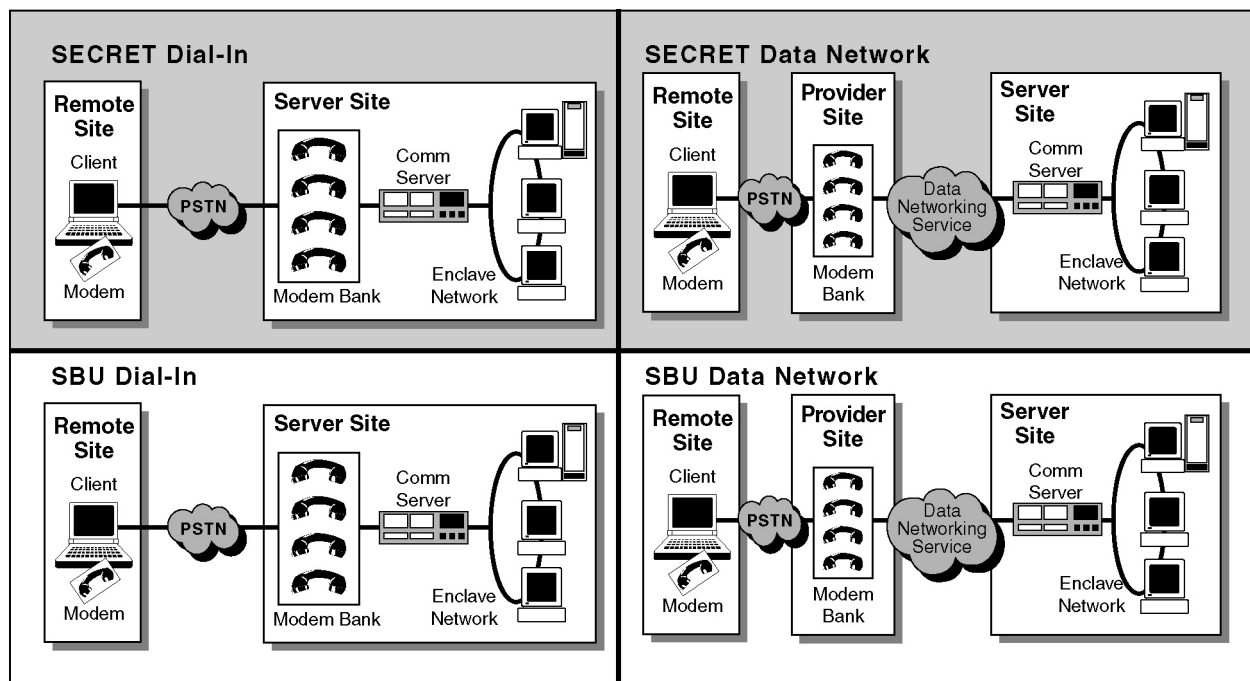 SECRET Dial-In
Remote
Site
Client
PSTN
Modem
Server Site
Modem Bank
Comm
Server
Enclave
Network
SECRET Data Network
Remote
Site
Client
PSTN
Modem
Provider
Site
Modem
Bank
Data
Networking
Service
Server
Site
Comm
Server
Enclave
Network
SBU Dial-In
Remote
Site
Client
PSTN
Modem
Server Site
Modem Bank
Comm
Server
Enclave
Network
SBU Data Network
Remote
Site
Client
PSTN
Modem
Provider
Site
Modem
Bank
Data
Networking
Service
Server
Site
Comm
Server
Enclave
Network